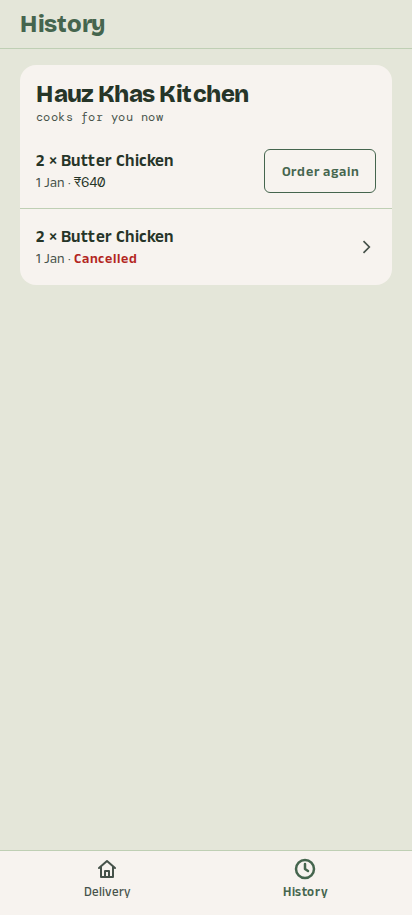 History
Hauz Khas Kitchen
cooks for you now
2 × Butter Chicken
1 Jan · ₹640
Order again
2 × Butter Chicken
1 Jan · Cancelled
Delivery
History